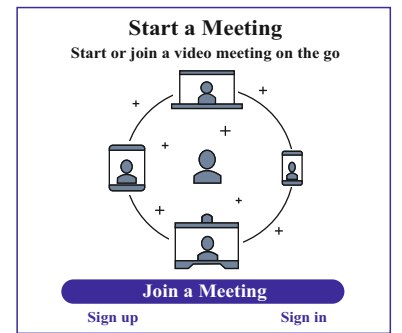 Start a Meeting
Start or join a video meeting on the go
Join a Meeting
Sign up Sign in